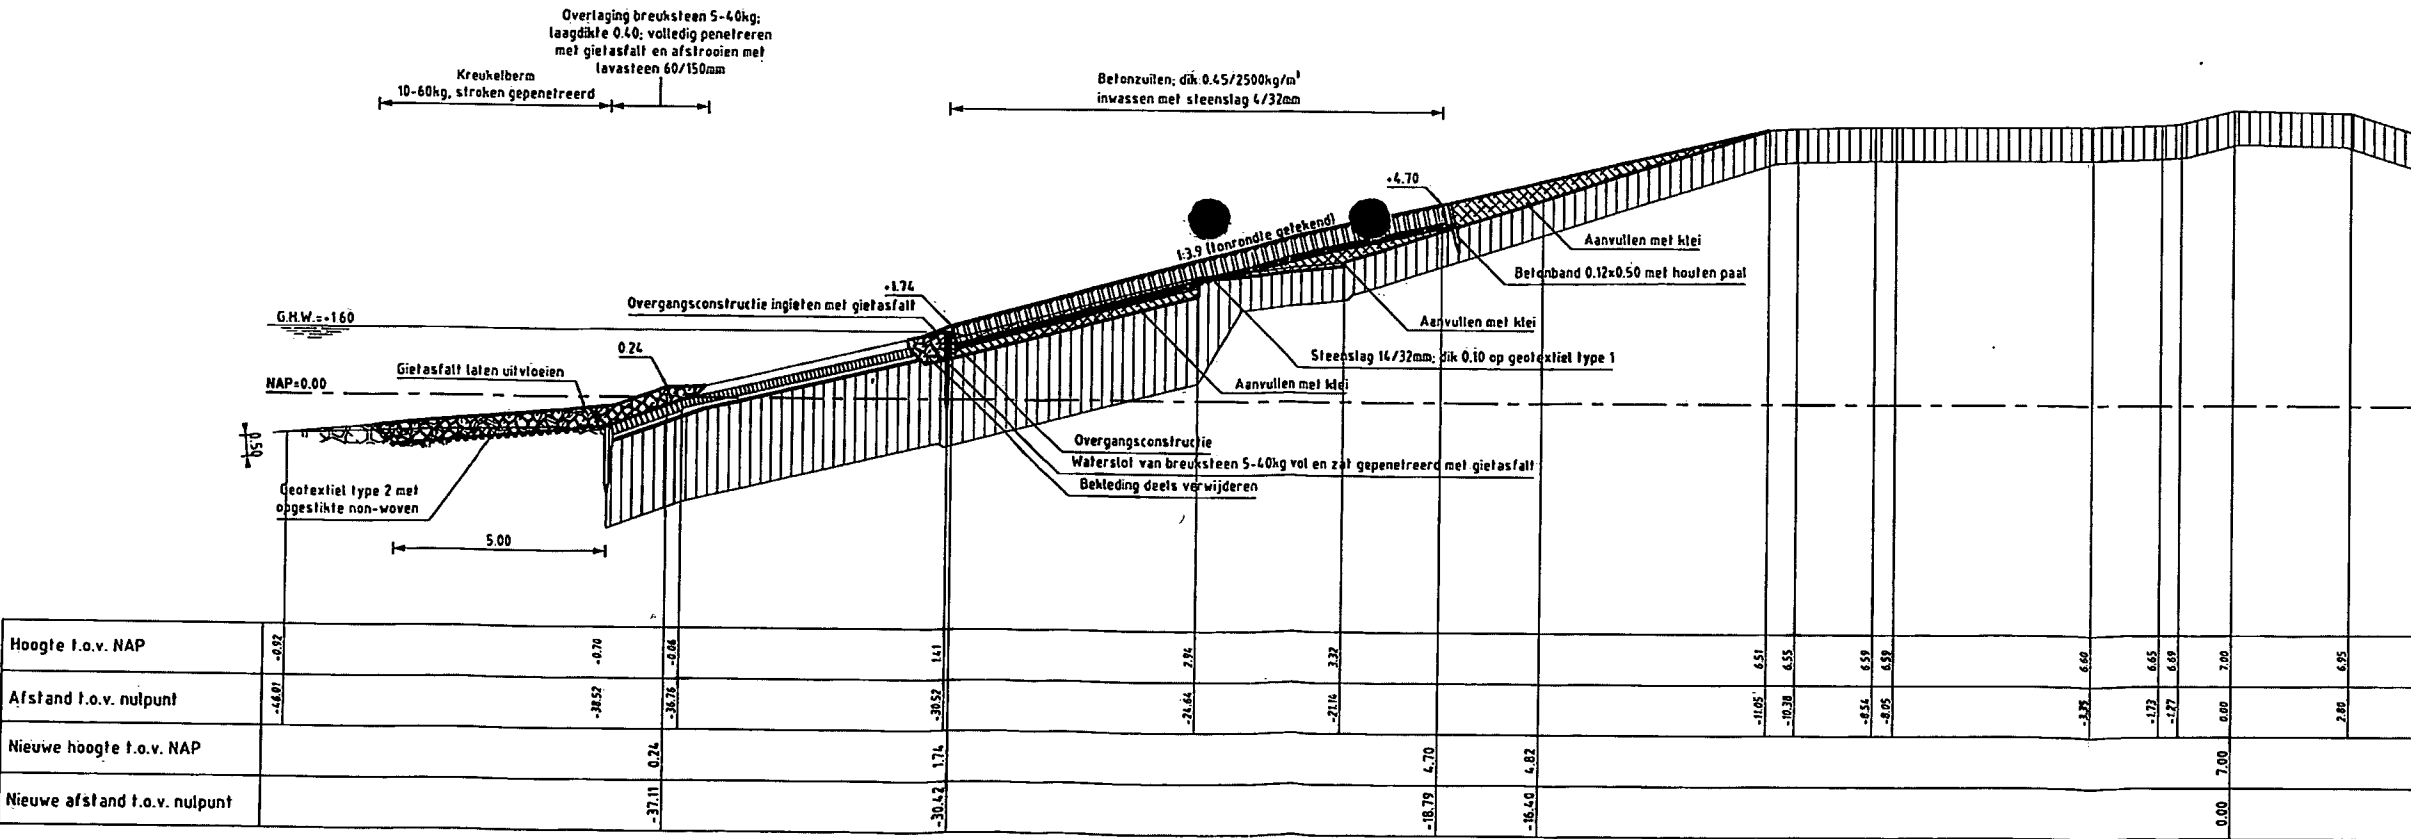 Overlaging breuksteen 5-40kg;
laagdikte 0.40; volledig penetreren
met gietasfalt en afstrooien met
lavasteen 60/150mm
Kreukelberm
10-60kg, stroken gepenetreerd
Betonzuilen; dik 0.45/2500kg/m³
inwassen met steenslag 4/32mm
+4.70
1:3.9 (tonrondte getekend)
Aanvullen met klei
Betonband 0.12x0.50 met houten paal
+1.74
Overgangsconstructie ingieten met gietasfalt
G.H.W.=+1.60
Aanvullen met klei
0.24
Steenslag 14/32mm; dik 0.10 op geotextiel type 1
Gietasfalt laten uitvloeien
NAP=0.00
Aanvullen met klei
0.50
Overgangsconstructie
Waterslot van breuksteen 5-40kg vol en zat gepenetreerd met gietasfalt
Bekleding deels verwijderen
Geotextiel type 2 met
opgestikte non-woven
5.00
Hoogte t.o.v. NAP -0.92 -0.70 -0.06 1.41 2.94 3.32 6.51 6.55 6.59 6.59 6.60 6.65 6.69 7.00 6.95
Afstand t.o.v. nulpunt -46.01 -38.52 -36.76 -30.52 -24.64 -21.14 -11.05 -10.38 -8.54 -8.05 -3.35 -1.73 -1.27 0.00 2.80
Nieuwe hoogte t.o.v. NAP 0.24 1.74 4.70 4.82 7.00
Nieuwe afstand t.o.v. nulpunt -37.11 -30.42 -18.79 -16.40 0.00